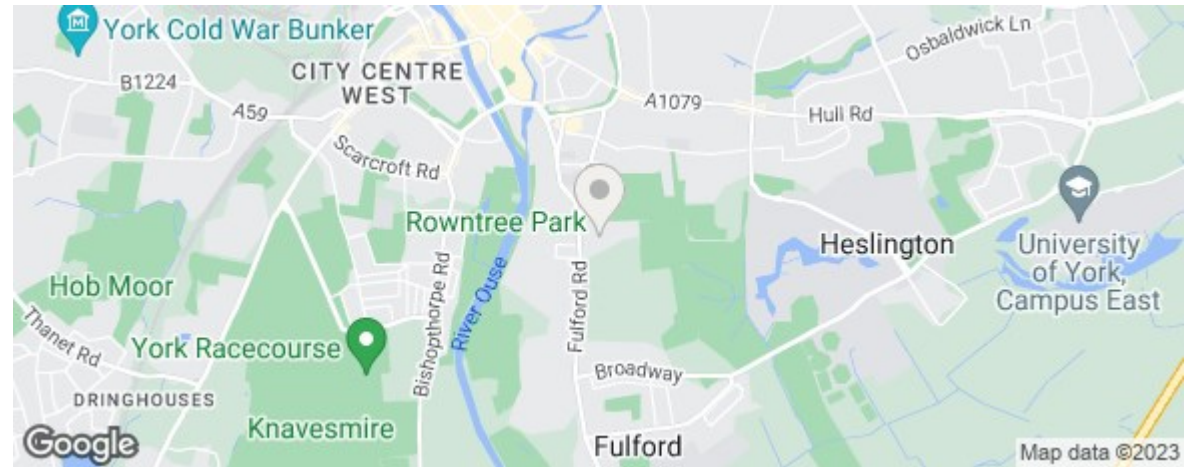 York Cold War Bunker
Osbaldwick Ln
B1224
CITY CENTRE
WEST
A59
A1079
Hull Rd
Scarcroft Rd
Rowntree Park
Heslington
University
of York,
Campus East
Hob Moor
Bishopthorpe Rd
River Ouse
Fulford Rd
Thanet Rd
York Racecourse
Broadway
DRINGHOUSES
Knavesmire
Fulford
Google
Map data ©2023